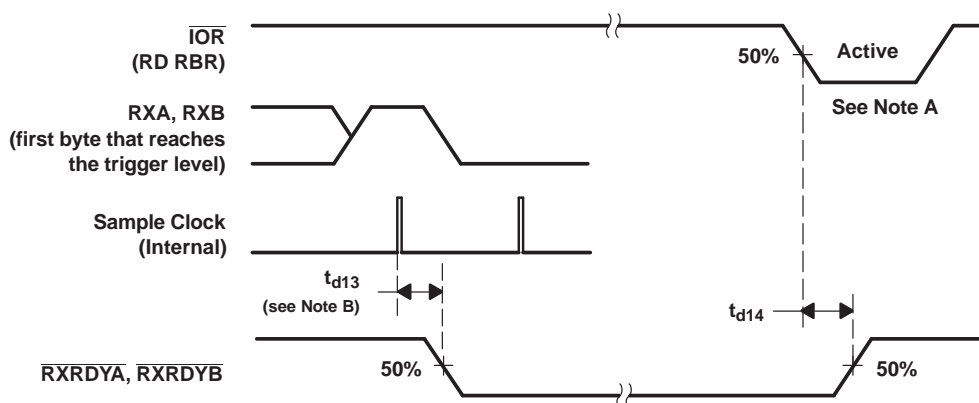 IOR
(RD RBR)
50%
Active
See Note A
RXA, RXB
(first byte that reaches
the trigger level)
Sample Clock
(Internal)
td13
(see Note B)
td14
RXRDYA, RXRDYB
50%
50%